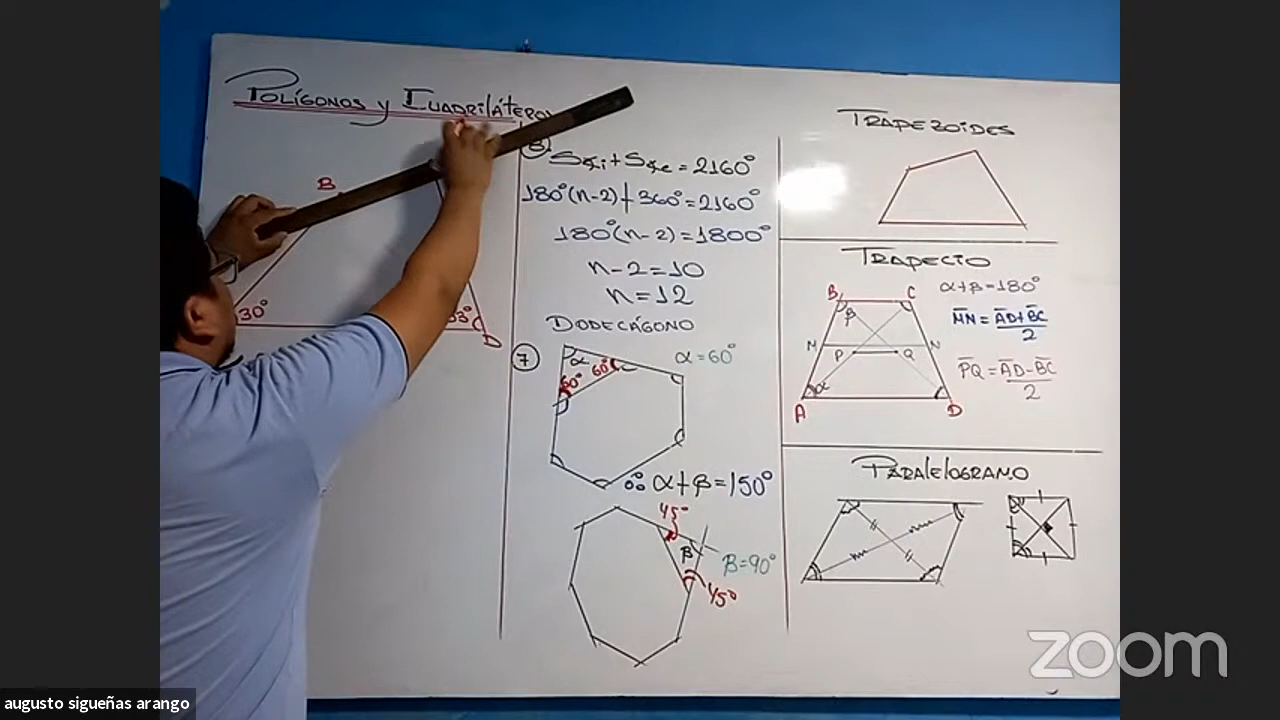 POLÍGONOS y CUADRILÁTEROS
B
30°
53°
D
6.
S∢i + S∢e = 2160°
180°(n-2) + 360° = 2160°
180°(n-2) = 1800°
n-2 = 10
n = 12
DODECÁGONO
7
α
60°
60°
α = 60°
∴ α+β = 150°
45°
β
β = 90°
45°
TRAPEZOIDES
TRAPECIO
B
C
β
M
N
P
Q
α
A
D
α+β = 180°
MN = AD+BC
2
PQ = AD-BC
2
PARALELOGRAMO
zoom
augusto sigueñas arango